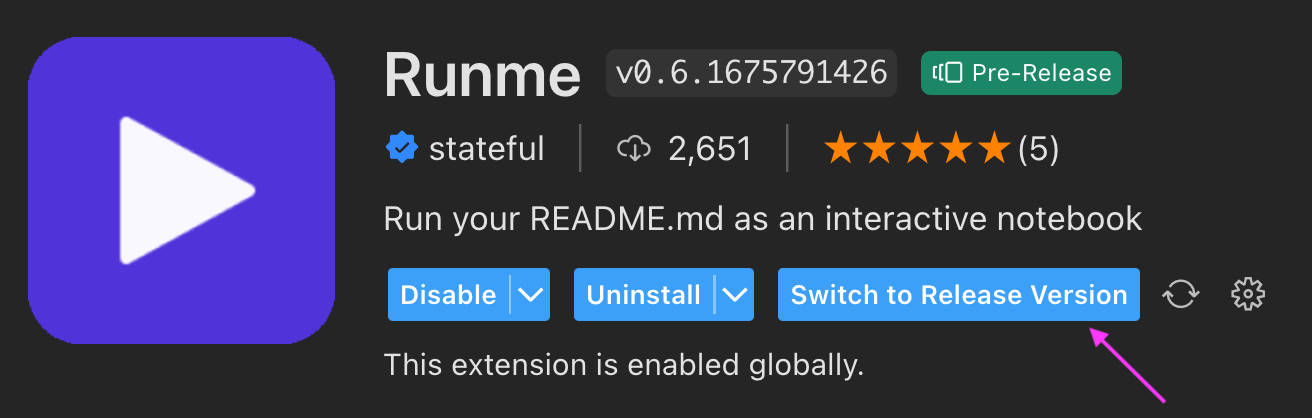 Runme v0.6.1675791426 Pre-Release
stateful 2,651 (5)
Run your README.md as an interactive notebook
Disable Uninstall Switch to Release Version
This extension is enabled globally.